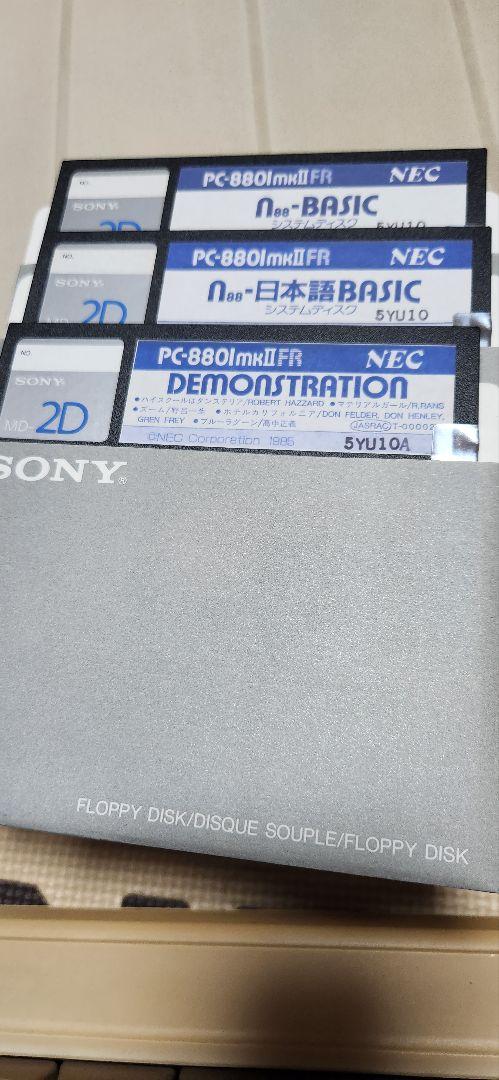 NO.
SONY®
2D
PC-8801mkⅡFR NEC
N88-BASIC
システムディスク 5YU10
NO.
SONY®
MD-2D
PC-8801mkⅡFR NEC
N88-日本語BASIC
システムディスク 5YU10
NO.
SONY®
MD-2D
PC-8801mkⅡFR NEC
DEMONSTRATION
●ハイスクールはダンステリア/ROBERT HAZZARD ●マテリアルガール/R,RANS
●ズーム/野呂一生 ●ホテルカリフォルニア/DON FELDER, DON HENLEY,
GREN FREY ●ブルーラグーン/高中正義 JASRAC T-00002
©NEC Corporation 1985 5YU10A
SONY®
FLOPPY DISK/DISQUE SOUPLE/FLOPPY DISK